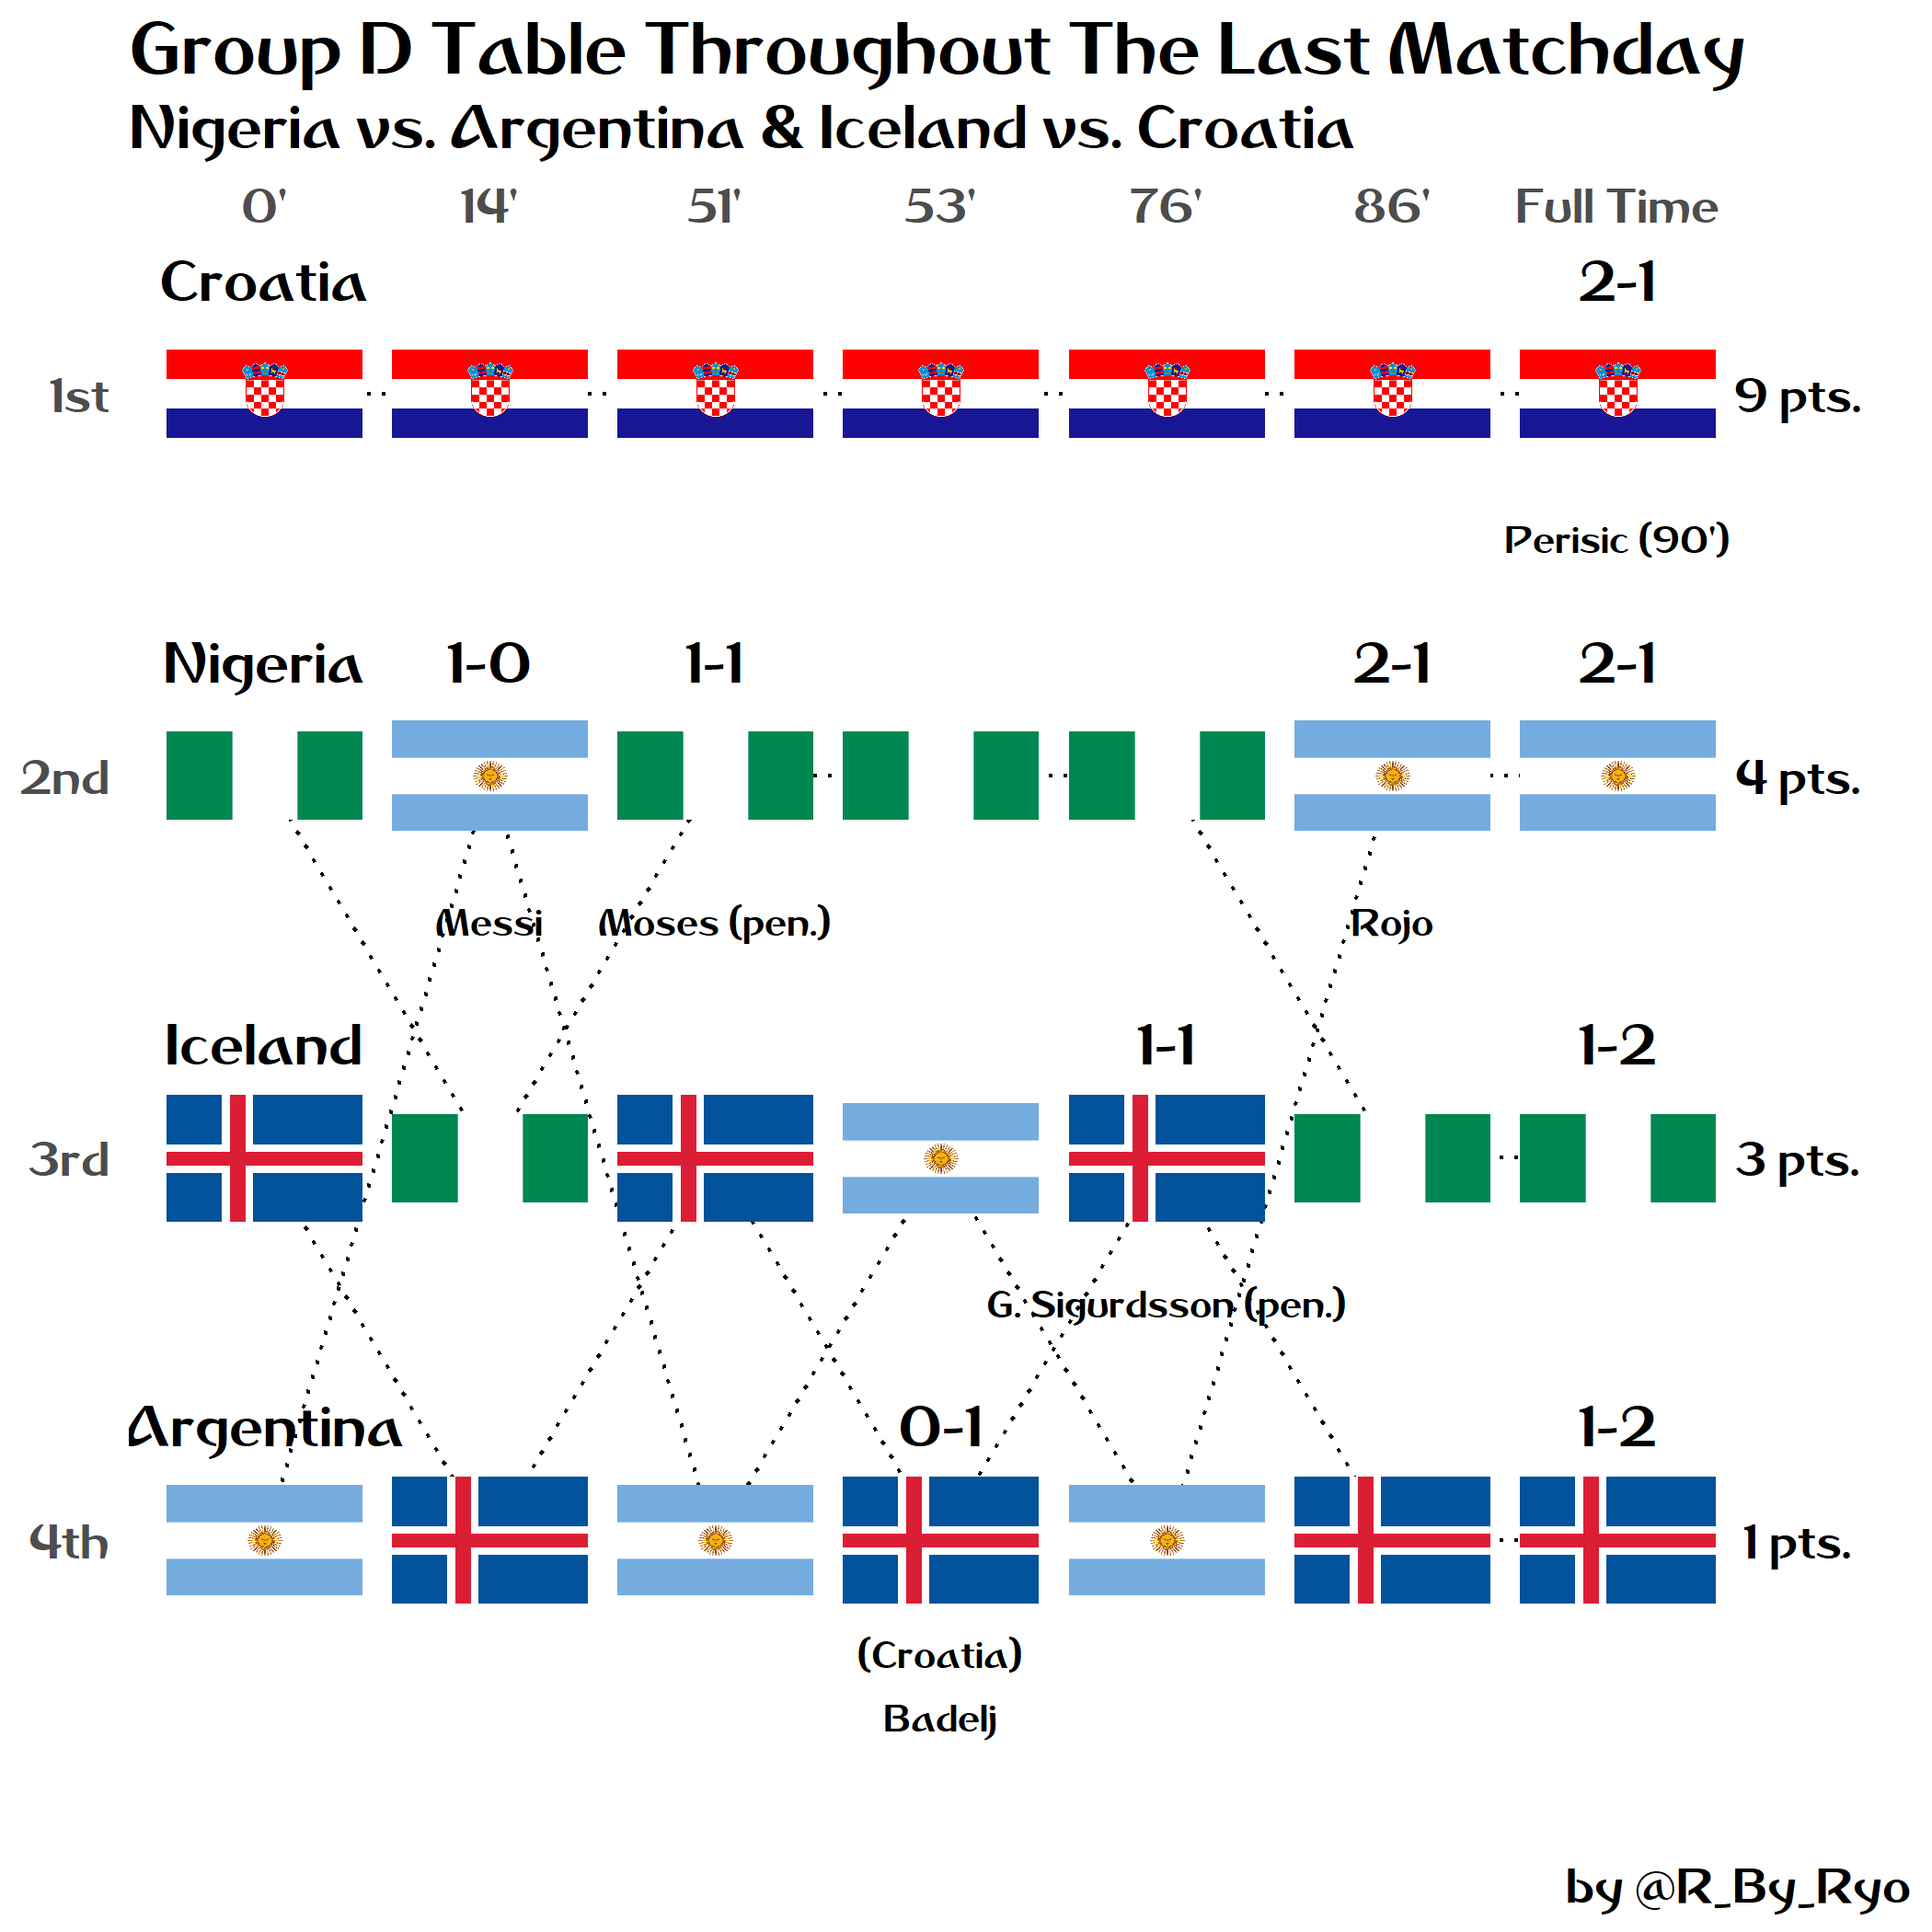 Group D Table Throughout The Last Matchday
Nigeria vs. Argentina & Iceland vs. Croatia
0' 14' 51' 53' 76' 86' Full Time
Croatia 2-1
1st 9 pts.
Perisic (90')
Nigeria 1-0 1-1 2-1 2-1
2nd 4 pts.
Messi Moses (pen.) Rojo
Iceland 1-1 1-2
3rd 3 pts.
G. Sigurdsson (pen.)
Argentina 0-1 1-2
4th 1 pts.
(Croatia)
Badelj
by @R_By_Ryo